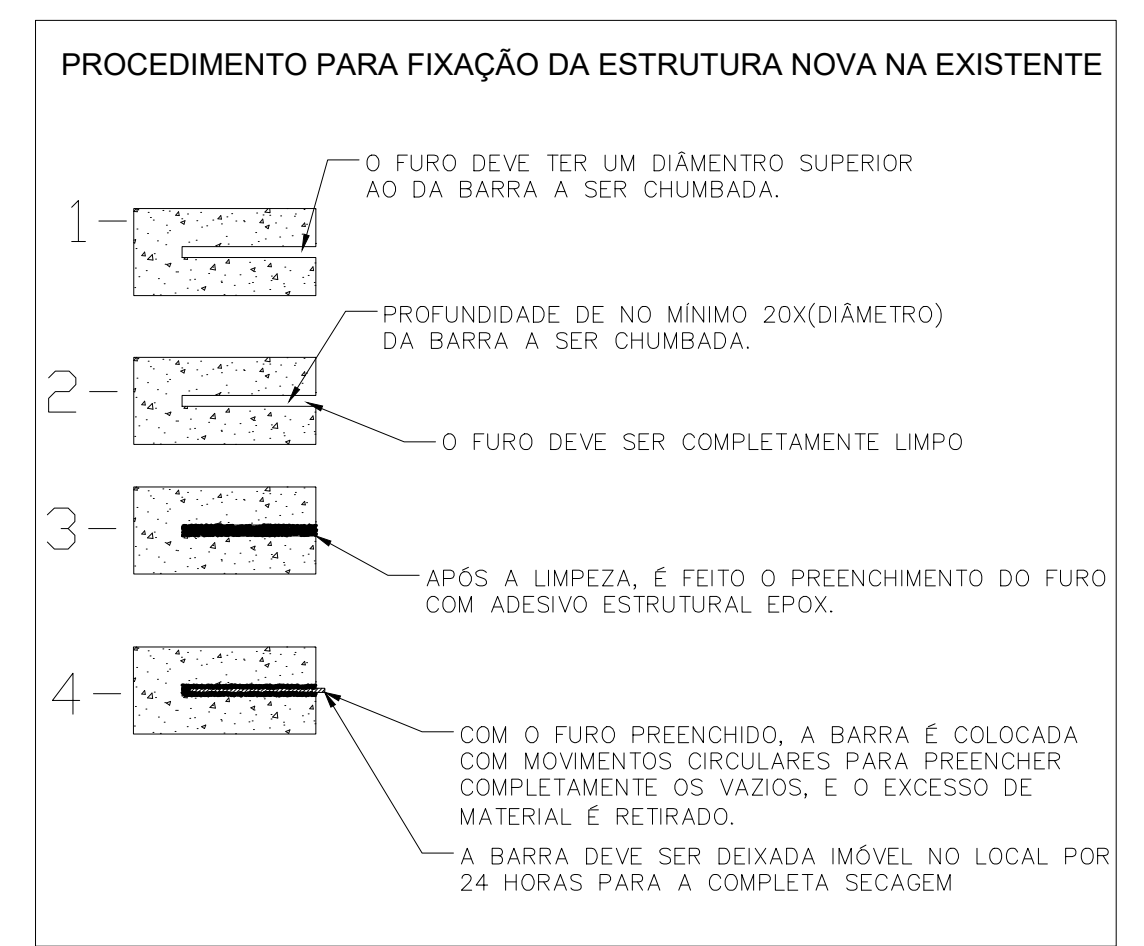 PROCEDIMENTO PARA FIXAÇÃO DA ESTRUTURA NOVA NA EXISTENTE
1
O FURO DEVE TER UM DIÂMENTRO SUPERIOR
AO DA BARRA A SER CHUMBADA.
2
PROFUNDIDADE DE NO MÍNIMO 20X(DIÂMETRO)
DA BARRA A SER CHUMBADA.
O FURO DEVE SER COMPLETAMENTE LIMPO
3
APÓS A LIMPEZA, É FEITO O PREENCHIMENTO DO FURO
COM ADESIVO ESTRUTURAL EPOX.
4
COM O FURO PREENCHIDO, A BARRA É COLOCADA
COM MOVIMENTOS CIRCULARES PARA PREENCHER
COMPLETAMENTE OS VAZIOS, E O EXCESSO DE
MATERIAL É RETIRADO.
A BARRA DEVE SER DEIXADA IMÓVEL NO LOCAL POR
24 HORAS PARA A COMPLETA SECAGEM